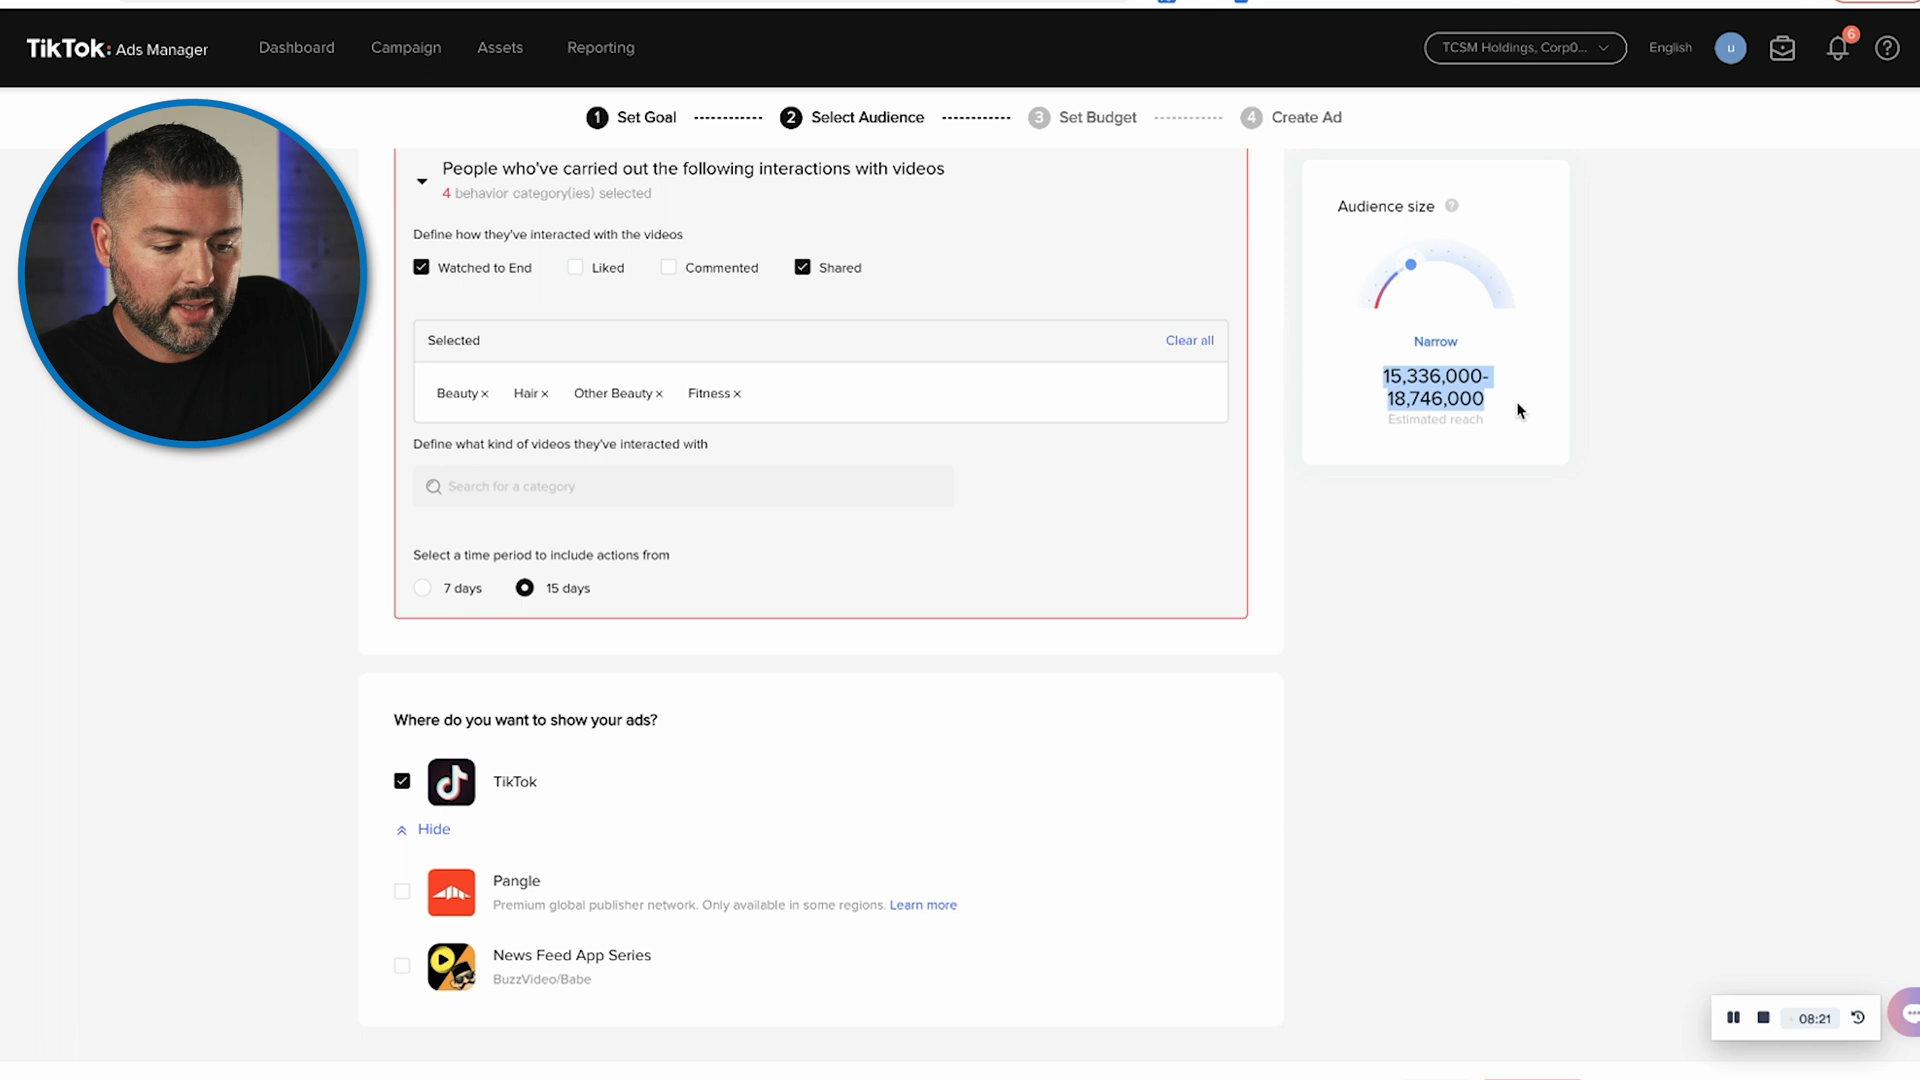 TikTok: Ads Manager
Dashboard
Campaign
Assets
Reporting
TCSM Holdings, Corp0...
English
u
6
1 Set Goal
2 Select Audience
3 Set Budget
4 Create Ad
People who've carried out the following interactions with videos
4 behavior category(ies) selected
Define how they've interacted with the videos
Watched to End
Liked
Commented
Shared
Selected
Clear all
Beauty ×
Hair ×
Other Beauty ×
Fitness ×
Define what kind of videos they've interacted with
Search for a category
Select a time period to include actions from
7 days
15 days
Audience size
Narrow
15,336,000-
18,746,000
Estimated reach
Where do you want to show your ads?
TikTok
Hide
Pangle
Premium global publisher network. Only available in some regions. Learn more
News Feed App Series
BuzzVideo/Babe
08:21